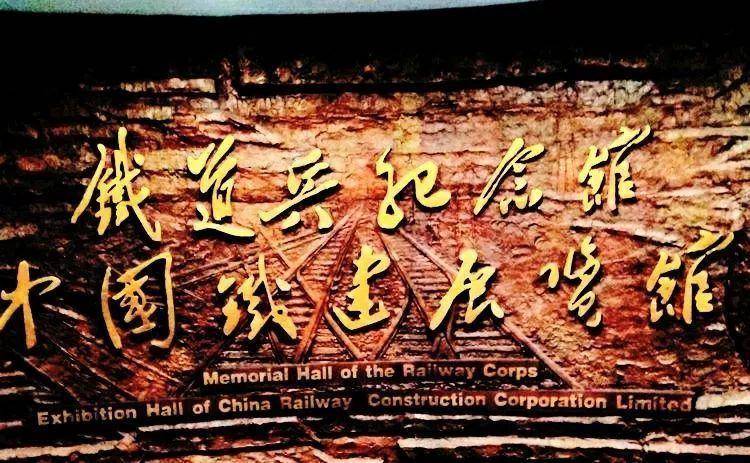 鐵道兵紀念館
中國鐵建展覽館
Memorial Hall of the Railway Corps
Exhibition Hall of China Railway Construction Corporation Limited